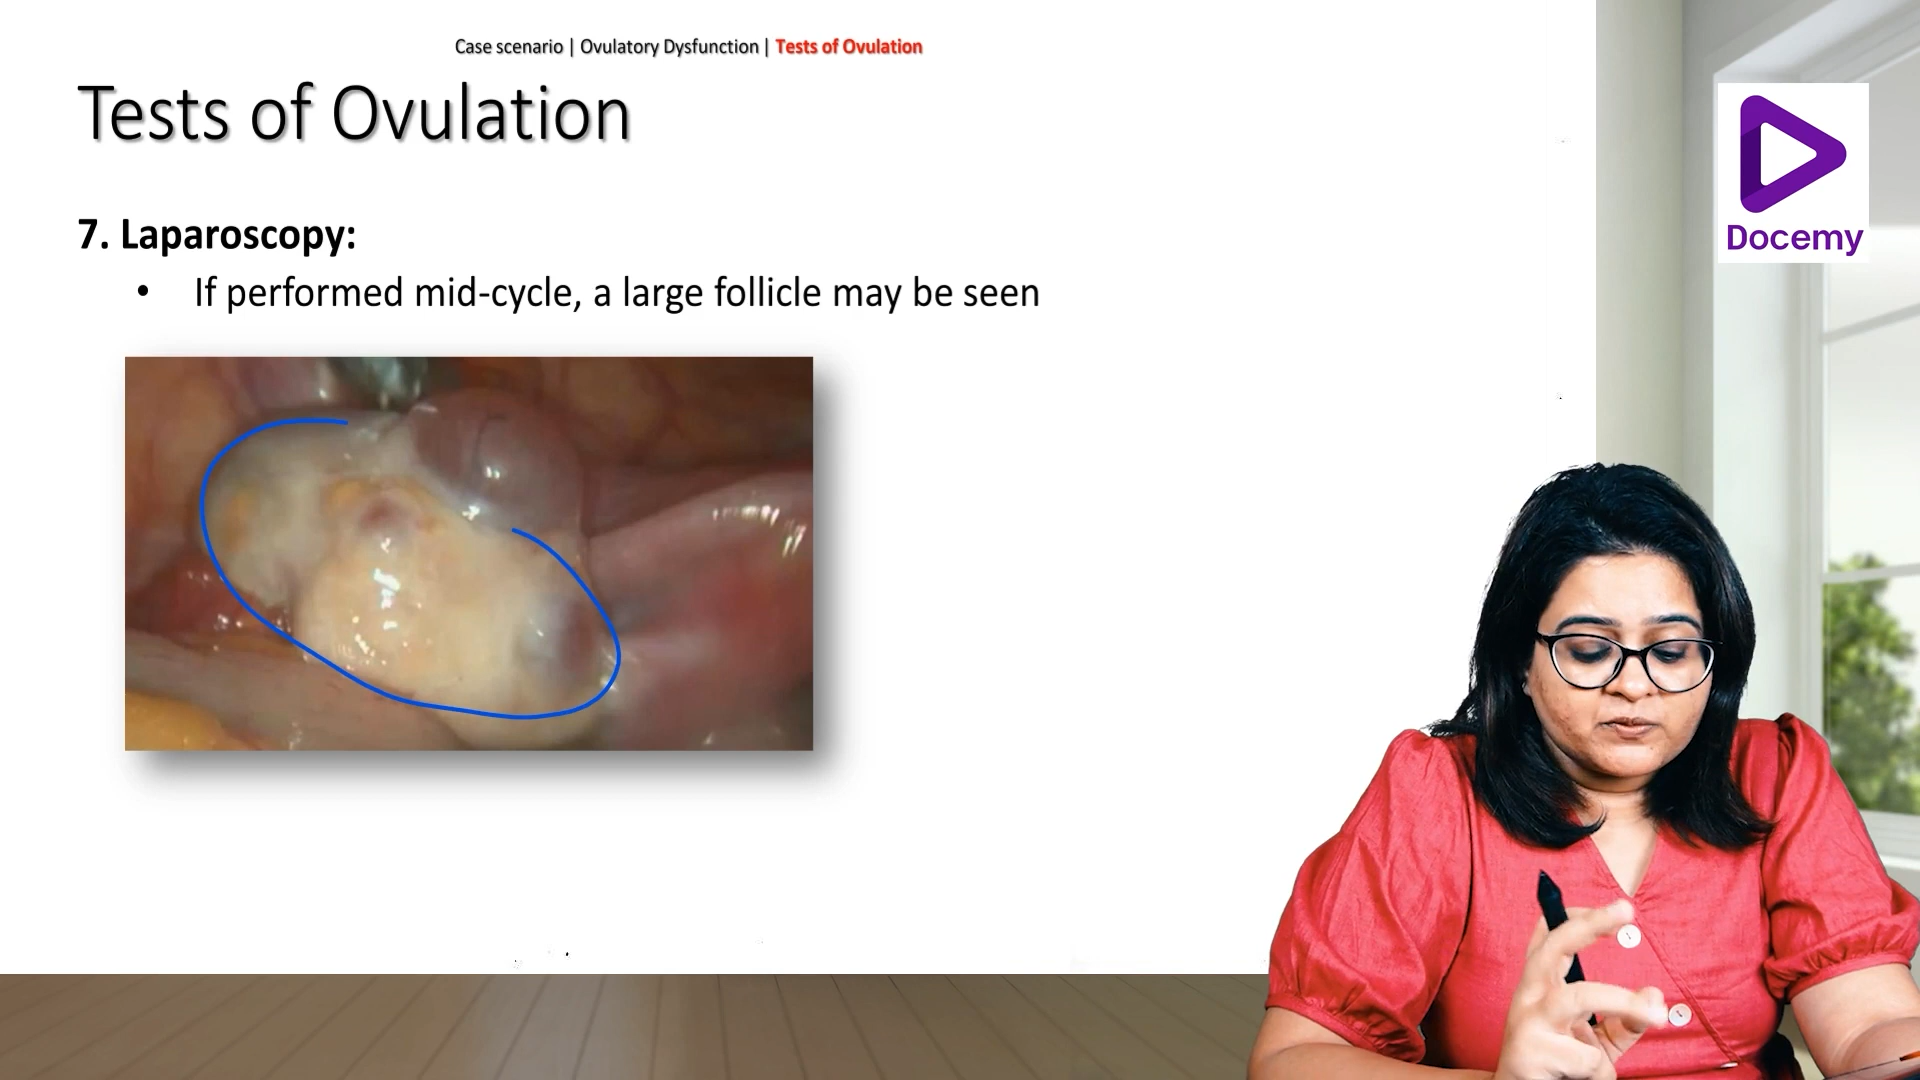 Case scenario | Ovulatory Dysfunction | Tests of Ovulation
Tests of Ovulation
Docemy
7. Laparoscopy:
• If performed mid-cycle, a large follicle may be seen